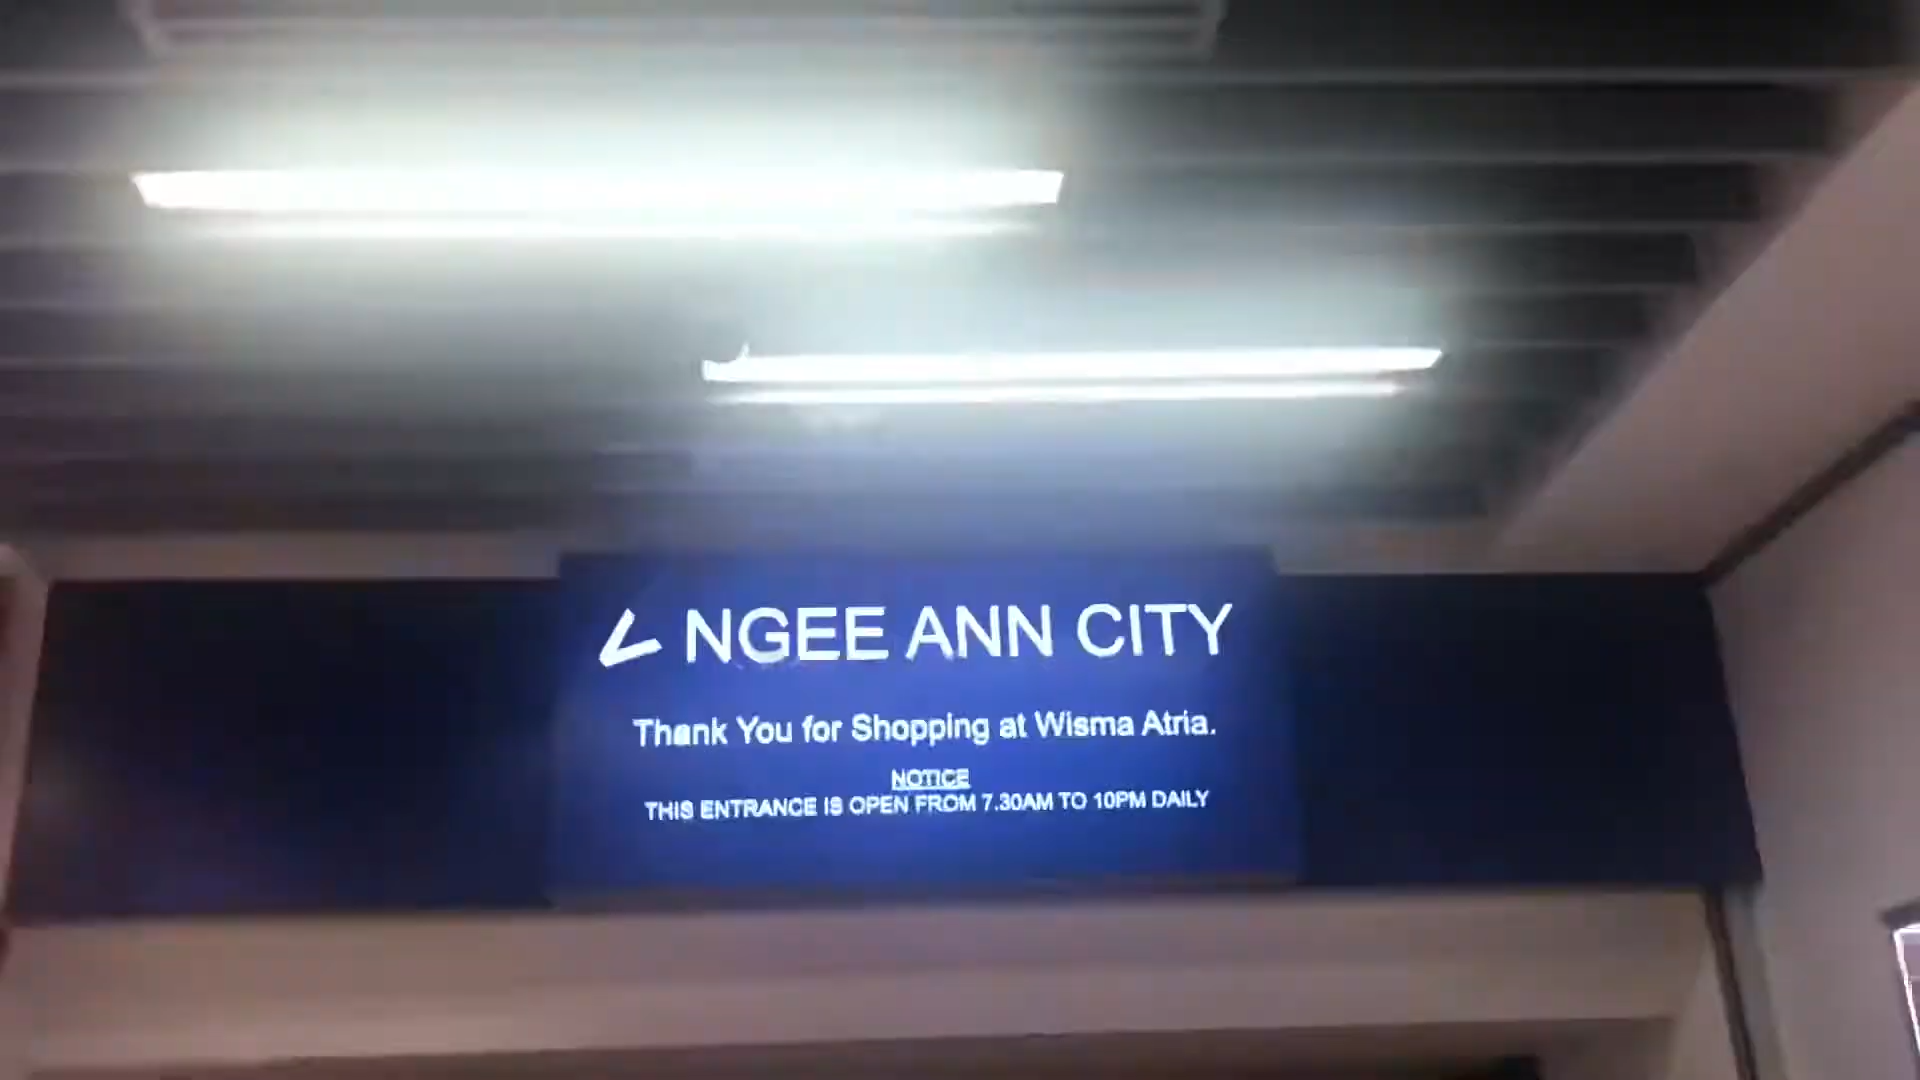 NGEE ANN CITY
Thank You for Shopping at Wisma Atria.
NOTICE
THIS ENTRANCE IS OPEN FROM 7.30AM TO 10PM DAILY